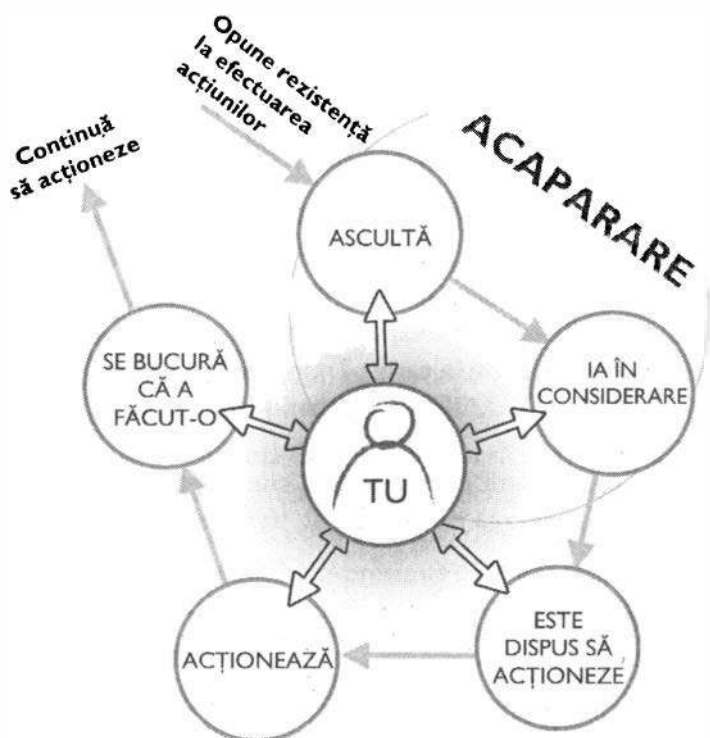 Opune rezistență
la efectuarea
acțiunilor
Continuă
să acționeze
ACAPARARE
ASCULTĂ
IA ÎN
CONSIDERARE
ESTE
DISPUS SĂ
ACȚIONEZE
ACȚIONEAZĂ
SE BUCURĂ
CĂ A
FĂCUT-O
TU